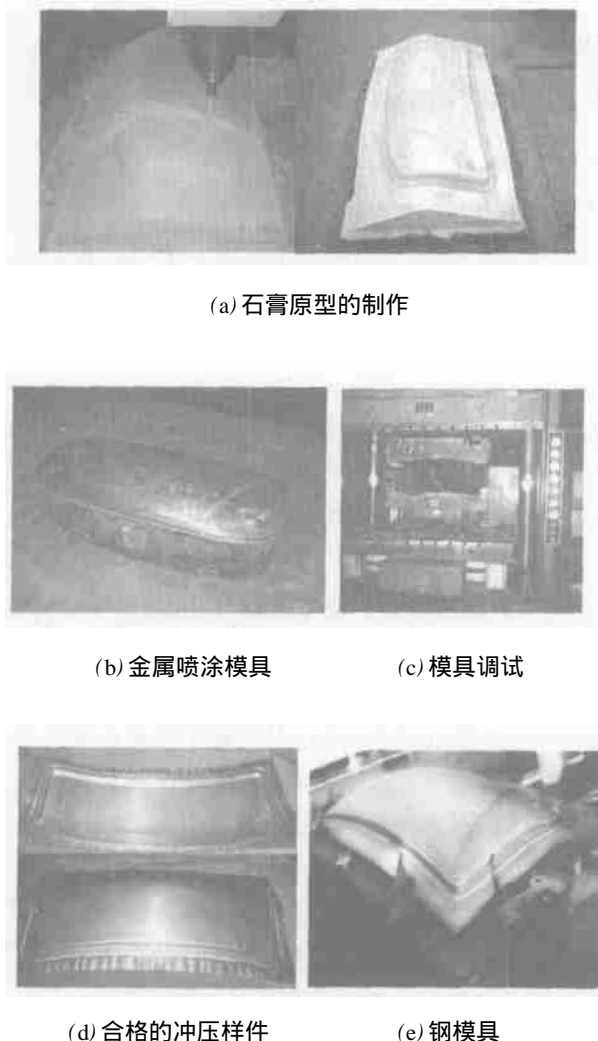 (a) 石膏原型的制作
(b) 金属喷涂模具
(c) 模具调试
(d) 合格的冲压样件
(e) 钢模具